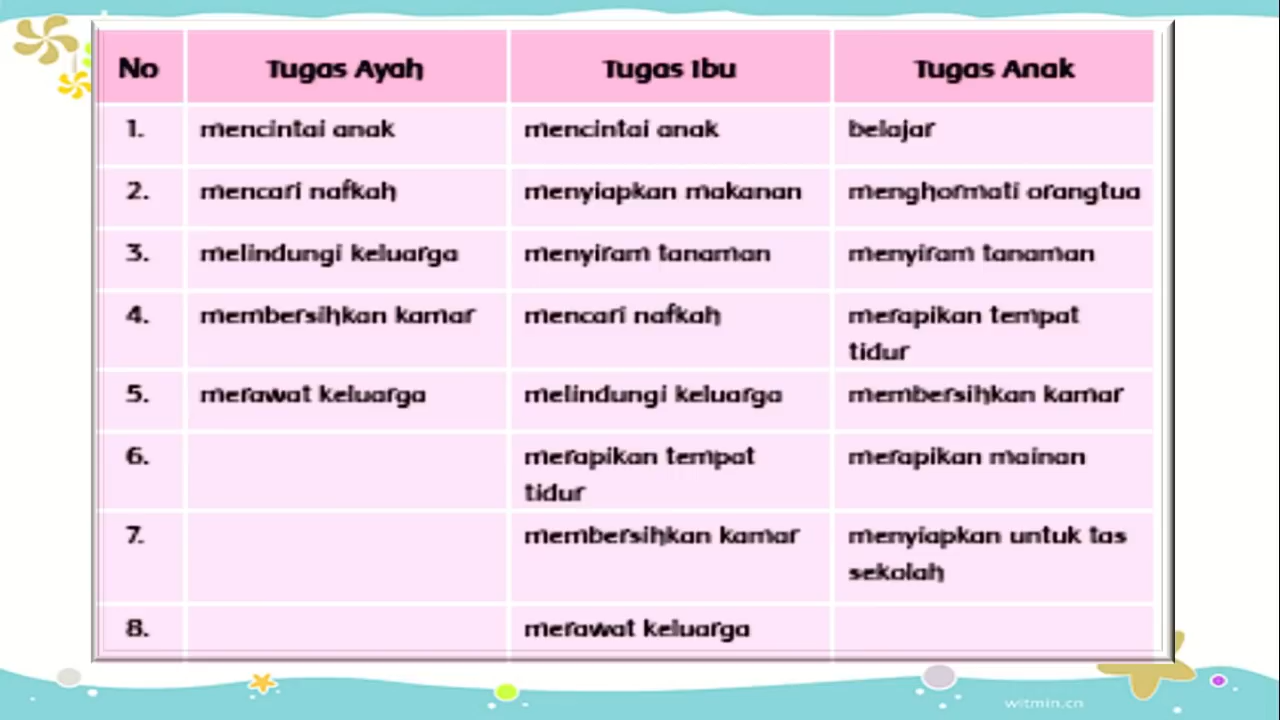 No Tugas Ayah Tugas Ibu Tugas Anak
1. mencintai anak mencintai anak belajar
2. mencari nafkah menyiapkan makanan menghormati orangtua
3. melindungi keluarga menyiram tanaman menyiram tanaman
4. membersihkan kamar mencari nafkah merapikan tempat
tidur
5. merawat keluarga melindungi keluarga membersihkan kamar
6. merapikan tempat merapikan mainan
tidur
7. membersihkan kamar menyiapkan untuk tas
sekolah
8. merawat keluarga
witmin.cn